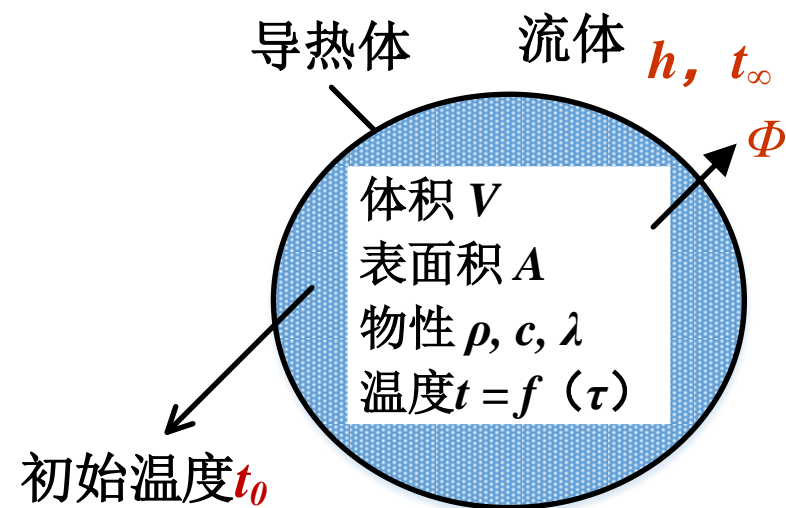 导热体
流体 h，t∞
Φ
体积 V
表面积 A
物性 ρ, c, λ
温度t = f（τ）
初始温度t0